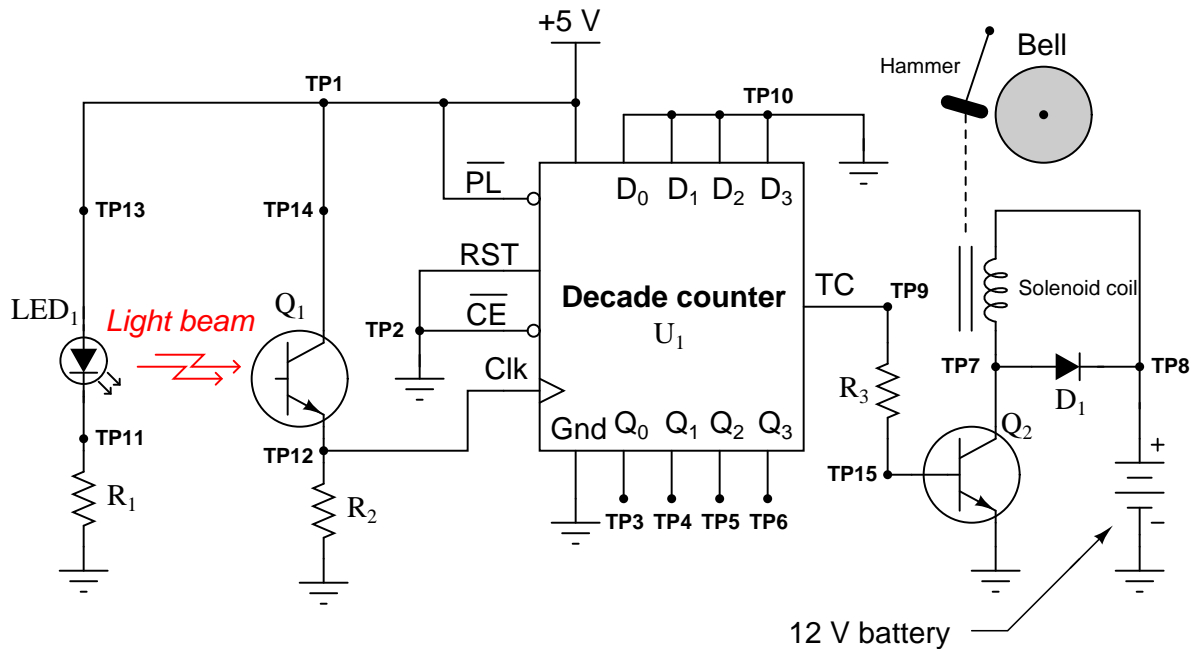 +5 V
Bell
Hammer
TP1
TP10
PL
D0 D1 D2 D3
TP13
TP14
RST
TC
TP9
Solenoid coil
Decade counter
U1
LED1
Light beam
Q1
TP2
CE
Clk
TP7
TP8
D1
R3
TP11
TP12
Gnd Q0 Q1 Q2 Q3
Q2
TP15
+
−
R1
R2
TP3 TP4 TP5 TP6
12 V battery